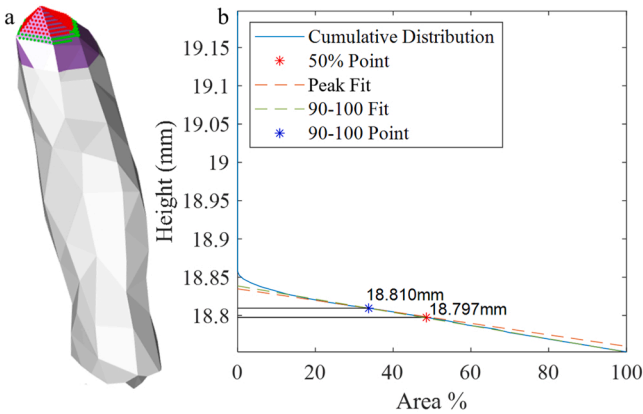 a
b
Cumulative Distribution
50% Point
Peak Fit
90-100 Fit
90-100 Point
Height (mm)
19.15
19.1
19.05
19
18.95
18.9
18.85
18.8
18.810mm
18.797mm
0
20
40
60
80
100
Area %